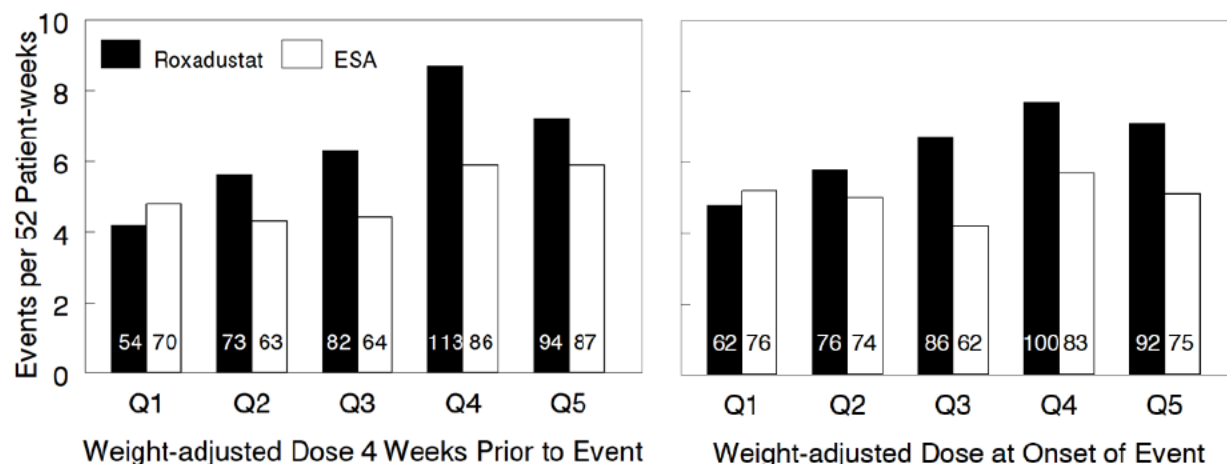 Events per 52 Patient-weeks
10
8
6
4
2
0
Roxadustat ESA
54 70 73 63 82 64 113 86 94 87
Q1 Q2 Q3 Q4 Q5
Weight-adjusted Dose 4 Weeks Prior to Event
62 76 76 74 86 62 100 83 92 75
Q1 Q2 Q3 Q4 Q5
Weight-adjusted Dose at Onset of Event